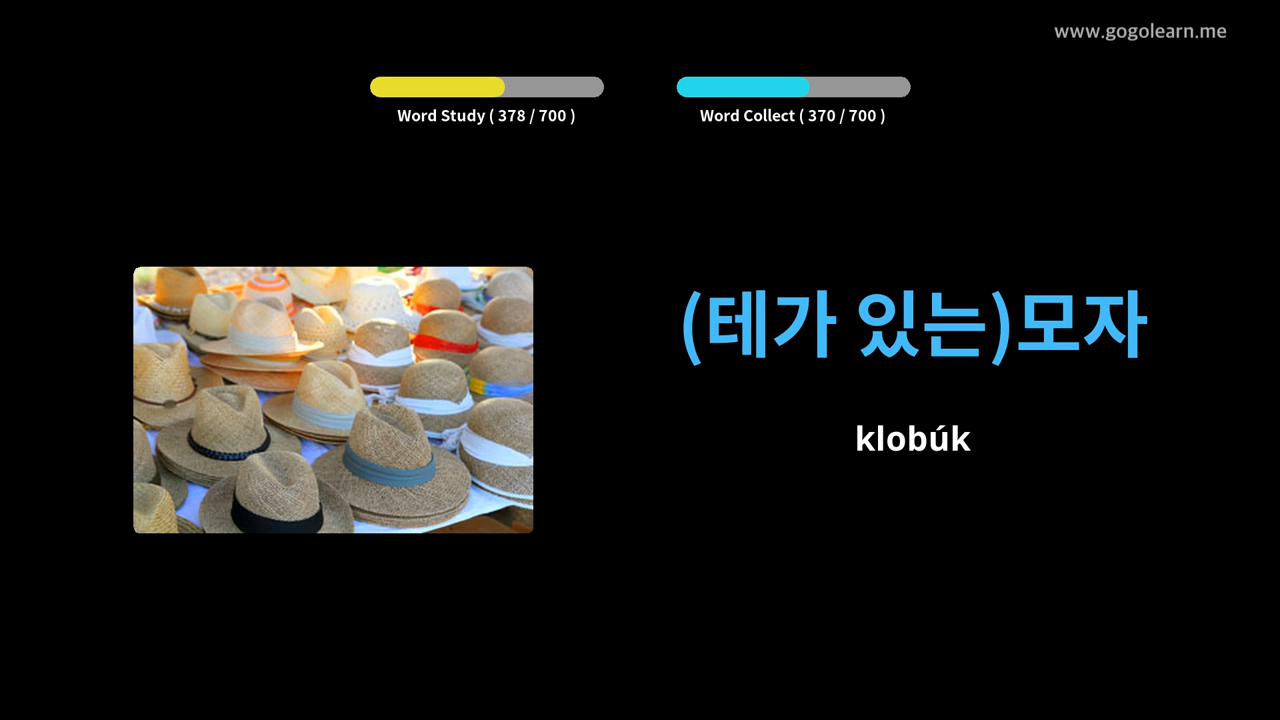 www.gogolearn.me
Word Study ( 378 / 700 )
Word Collect ( 370 / 700 )
(테가 있는)모자
klobúk